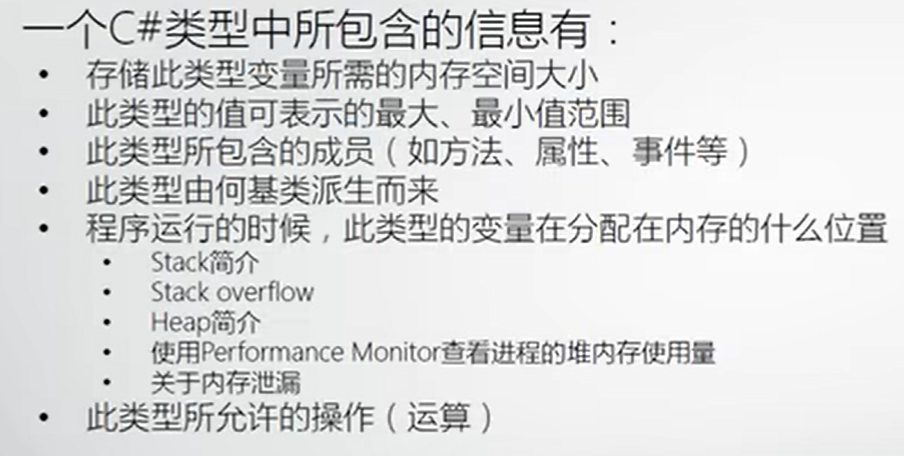 一个C#类型中所包含的信息有：
• 存储此类型变量所需的内存空间大小
• 此类型的值可表示的最大、最小值范围
• 此类型所包含的成员（如方法、属性、事件等）
• 此类型由何基类派生而来
• 程序运行的时候，此类型的变量在分配在内存的什么位置
• Stack简介
• Stack overflow
• Heap简介
• 使用Performance Monitor查看进程的堆内存使用量
• 关于内存泄漏
• 此类型所允许的操作（运算）